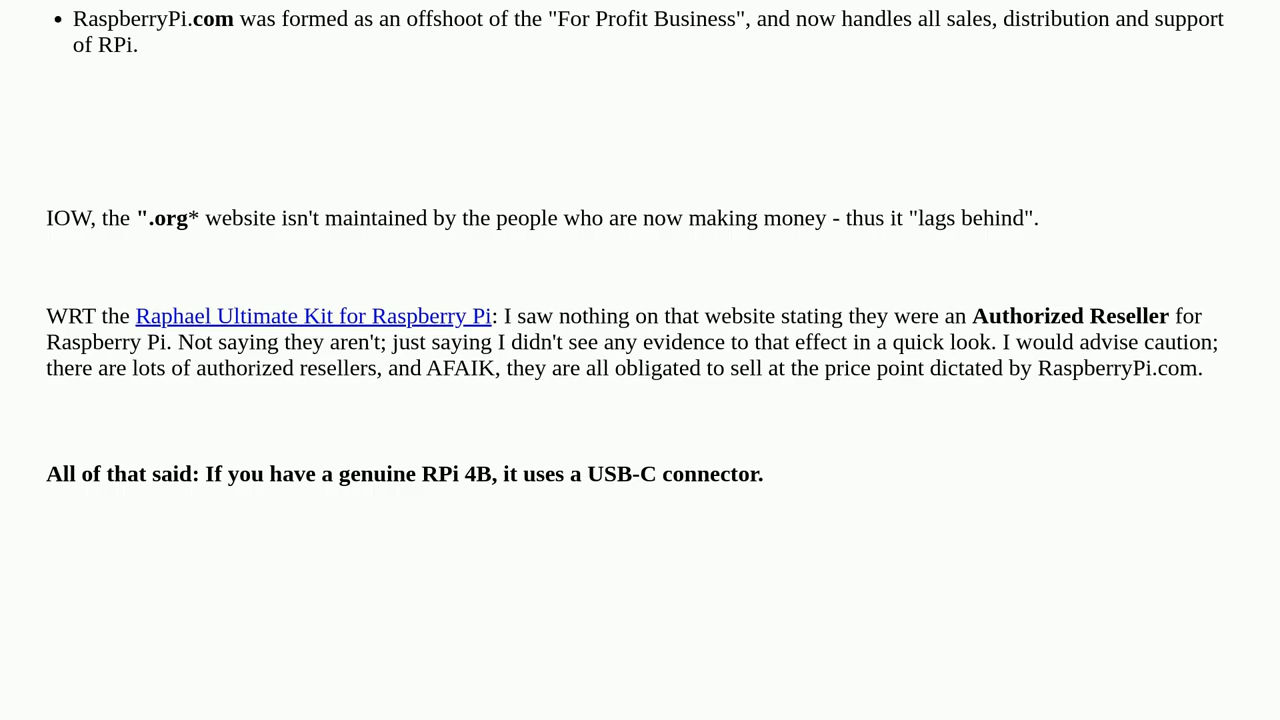 • RaspberryPi.com was formed as an offshoot of the "For Profit Business", and now handles all sales, distribution and support
of RPi.
IOW, the ".org* website isn't maintained by the people who are now making money - thus it "lags behind".
WRT the Raphael Ultimate Kit for Raspberry Pi: I saw nothing on that website stating they were an Authorized Reseller for
Raspberry Pi. Not saying they aren't; just saying I didn't see any evidence to that effect in a quick look. I would advise caution;
there are lots of authorized resellers, and AFAIK, they are all obligated to sell at the price point dictated by RaspberryPi.com.
All of that said: If you have a genuine RPi 4B, it uses a USB-C connector.